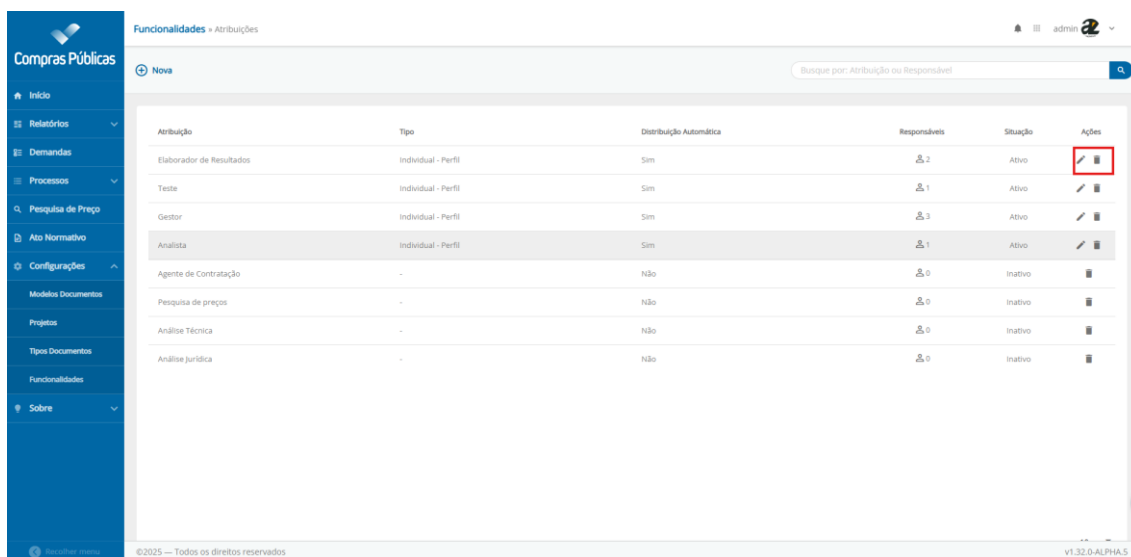 Compras Públicas
Início
Relatórios
Demandas
Processos
Pesquisa de Preço
Ato Normativo
Configurações
Modelos Documentos
Projetos
Tipos Documentos
Funcionalidades
Sobre
Recolher menu
Funcionalidades » Atribuições
admin
Nova
Busque por: Atribuição ou Responsável
Atribuição Tipo Distribuição Automática Responsáveis Situação Ações
Elaborador de Resultados Individual - Perfil Sim 2 Ativo
Teste Individual - Perfil Sim 1 Ativo
Gestor Individual - Perfil Sim 3 Ativo
Analista Individual - Perfil Sim 1 Ativo
Agente de Contratação - Não 0 Inativo
Pesquisa de preços - Não 0 Inativo
Análise Técnica - Não 0 Inativo
Análise Jurídica - Não 0 Inativo
©2025 — Todos os direitos reservados
v1.32.0-ALPHA.5